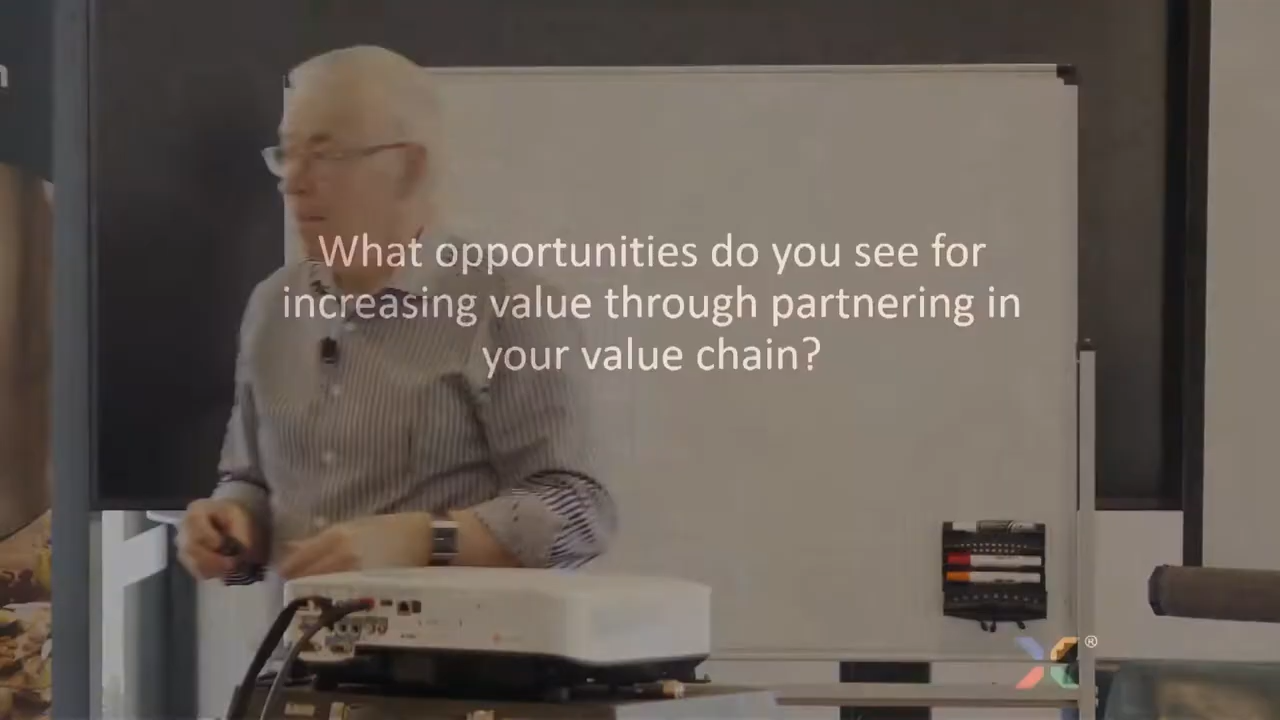 What opportunities do you see for
increasing value through partnering in
your value chain?
®